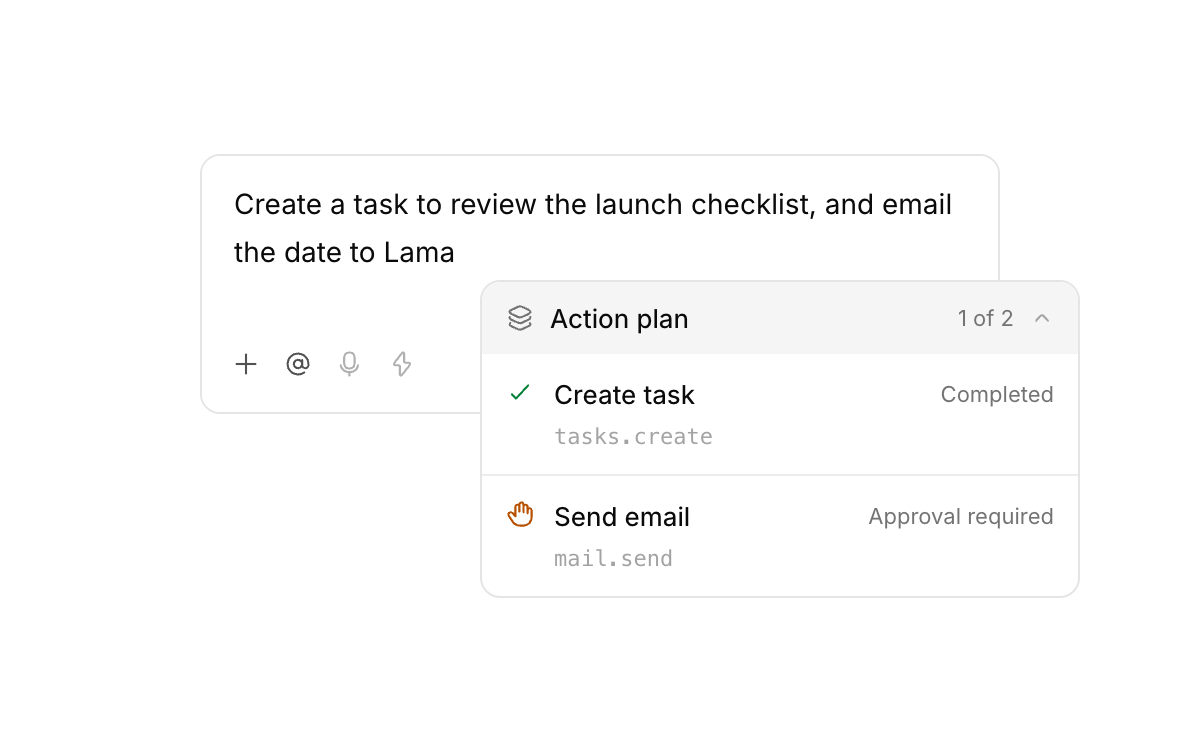 Create a task to review the launch checklist, and email
the date to Lama
Action plan
1 of 2
Create task
Completed
tasks.create
Send email
Approval required
mail.send